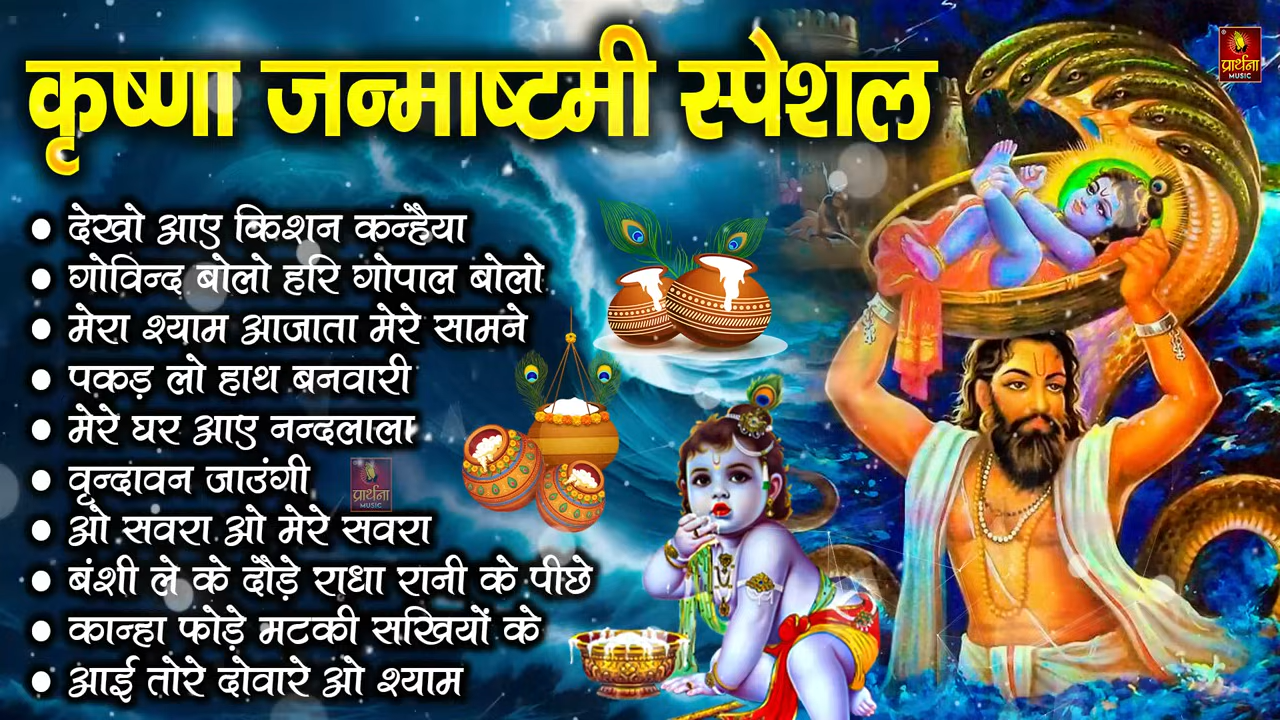 कृष्णा जन्माष्टमी स्पेशल
प्रार्थना
MUSIC
• देखो आए किशन कन्हैया
• गोविन्द बोलो हरि गोपाल बोलो
• मेरा श्याम आजाता मेरे सामने
• पकड़ लो हाथ बनवारी
• मेरे घर आए नन्दलाला
• वृन्दावन जाउंगी
प्रार्थना
MUSIC
• ओ सवरा ओ मेरे सवरा
• बंशी ले के दौड़े राधा रानी के पीछे
• कान्हा फोड़े मटकी सखियों के
• आई तोरे दोवारे ओ श्याम